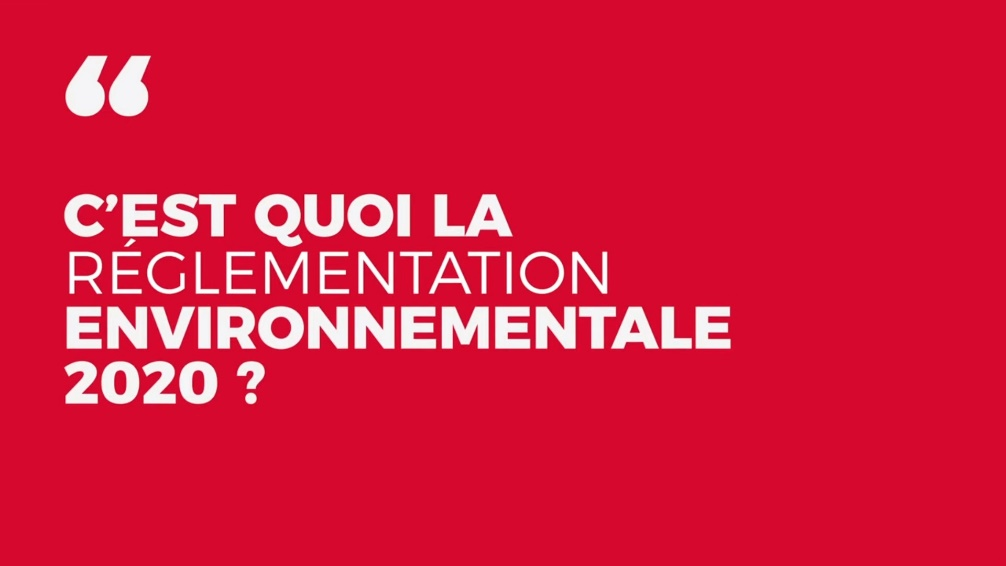 “
C’EST QUOI LA
RÉGLEMENTATION
ENVIRONNEMENTALE
2020 ?